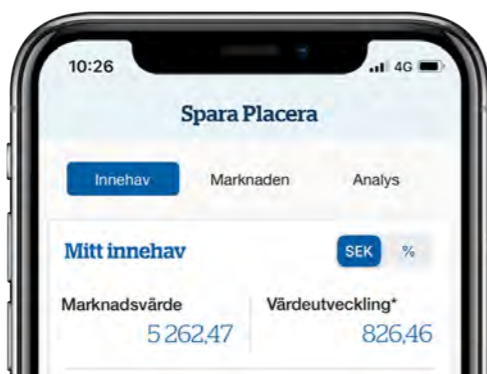 10:26 4G
Spara Placera
Innehav Marknaden Analys
Mitt innehav SEK %
Marknadsvärde Värdeutveckling*
5 262,47 826,46